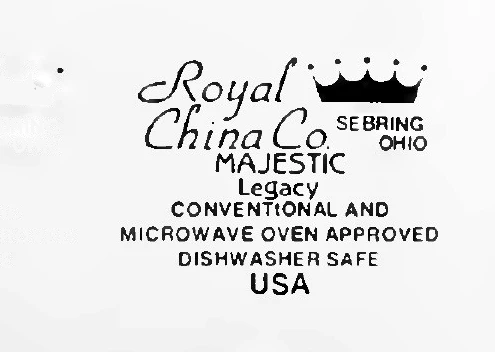 Royal
China Co.
SEBRING
OHIO
MAJESTIC
Legacy
CONVENTIONAL AND
MICROWAVE OVEN APPROVED
DISHWASHER SAFE
USA